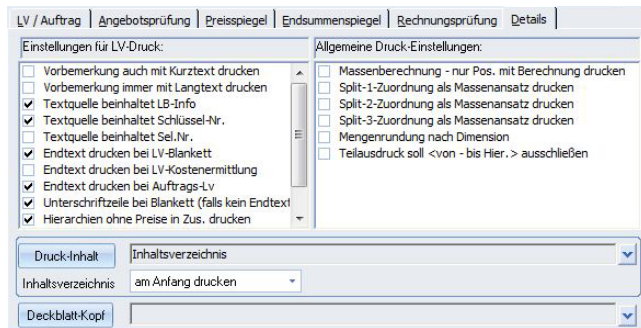 LV / Auftrag Angebotsprüfung Preisspiegel Endsummenspiegel Rechnungsprüfung Details
Einstellungen für LV-Druck:
Vorbemerkung auch mit Kurztext drucken
Vorbemerkung immer mit Langtext drucken
Textquelle beinhaltet LB-Info
Textquelle beinhaltet Schlüssel-Nr.
Textquelle beinhaltet Sel.Nr.
Endtext drucken bei LV-Blankett
Endtext drucken bei LV-Kostenermittlung
Endtext drucken bei Auftrags-Lv
Unterschriftzeile bei Blankett (falls kein Endtext
Hierarchien ohne Preise in Zus. drucken
Allgemeine Druck-Einstellungen:
Massenberechnung - nur Pos. mit Berechnung drucken
Split-1-Zuordnung als Massenansatz drucken
Split-2-Zuordnung als Massenansatz drucken
Split-3-Zuordnung als Massenansatz drucken
Mengenrundung nach Dimension
Teilausdruck soll <von - bis Hier.> ausschließen
Druck-Inhalt Inhaltsverzeichnis
Inhaltsverzeichnis am Anfang drucken
Deckblatt-Kopf